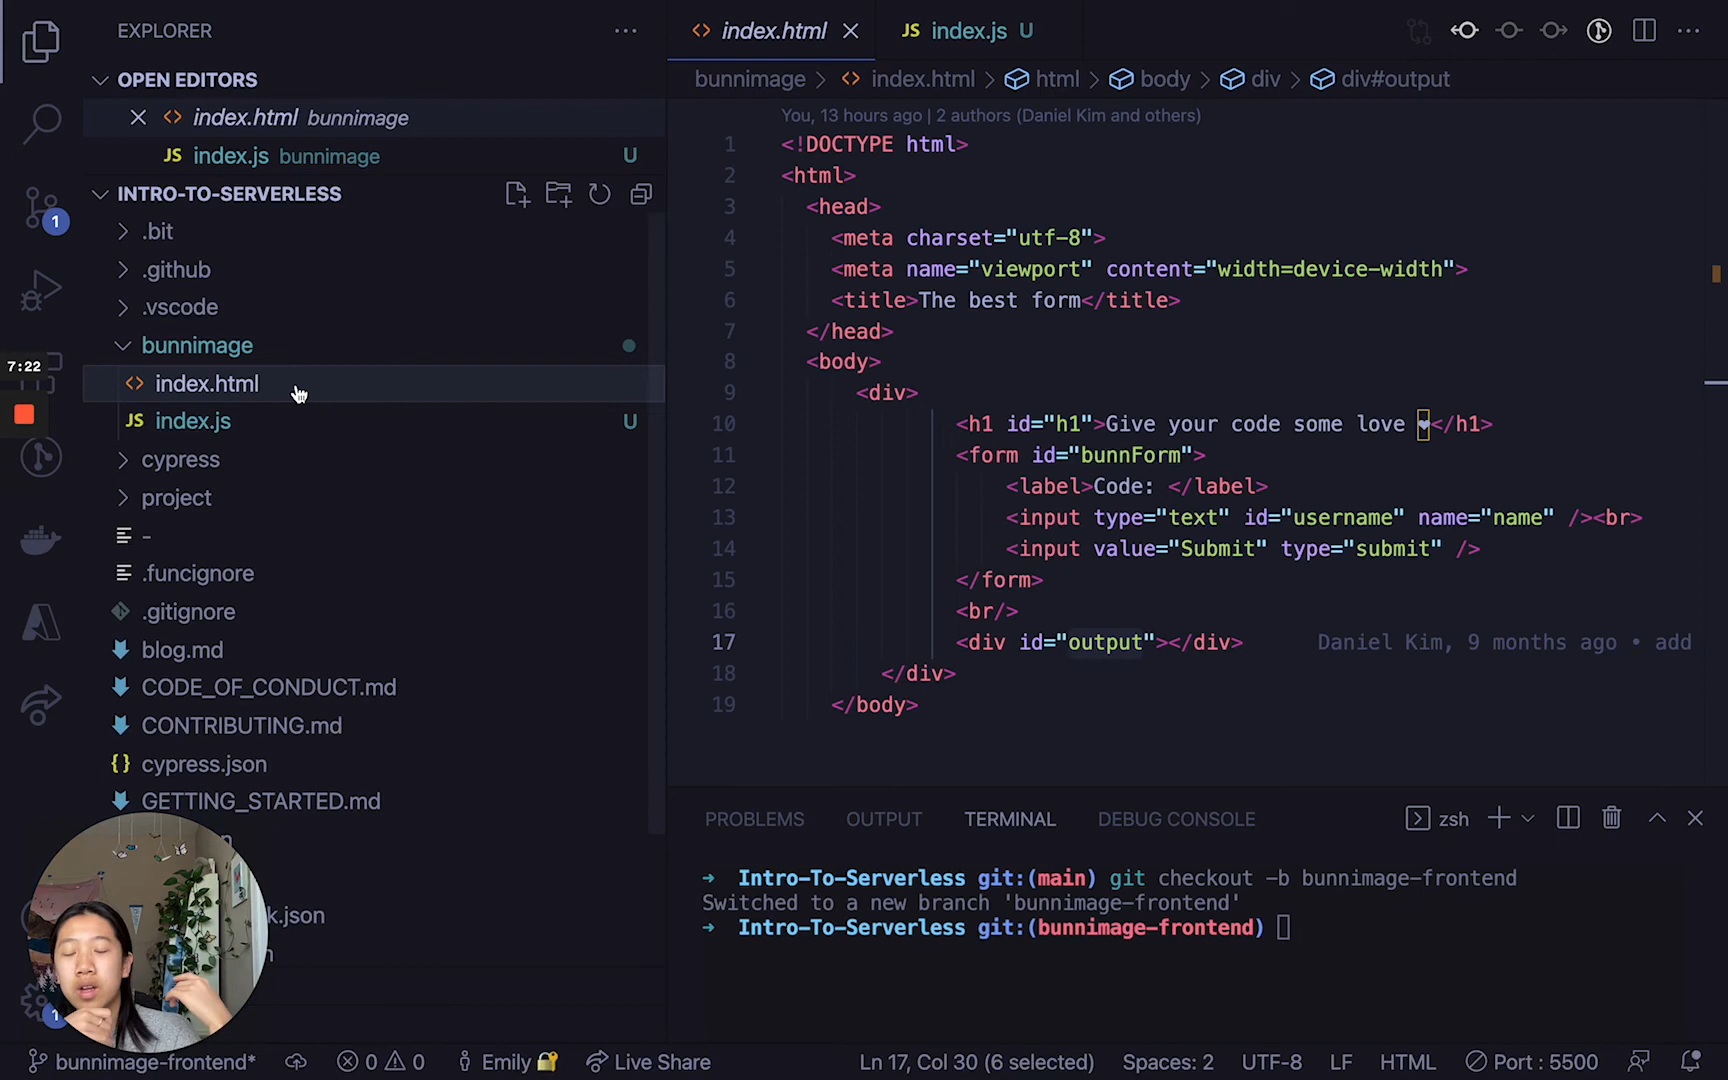 EXPLORER
OPEN EDITORS
index.html bunnimage
JS index.js bunnimage U
INTRO-TO-SERVERLESS
1
.bit
.github
.vscode
bunnimage
7:22
index.html
JS index.js U
cypress
project
-
.funcignore
.gitignore
blog.md
CODE_OF_CONDUCT.md
CONTRIBUTING.md
{} cypress.json
GETTING_STARTED.md
k.json
1
index.html
JS index.js U
bunnimage > index.html > html > body > div > div#output
You, 13 hours ago | 2 authors (Daniel Kim and others)
1 <!DOCTYPE html>
2 <html>
3 <head>
4 <meta charset="utf-8">
5 <meta name="viewport" content="width=device-width">
6 <title>The best form</title>
7 </head>
8 <body>
9 <div>
10 <h1 id="h1">Give your code some love ❤</h1>
11 <form id="bunnForm">
12 <label>Code: </label>
13 <input type="text" id="username" name="name" /><br>
14 <input value="Submit" type="submit" />
15 </form>
16 <br/>
17 <div id="output"></div> Daniel Kim, 9 months ago • add
18 </div>
19 </body>
PROBLEMS OUTPUT TERMINAL DEBUG CONSOLE zsh
→ Intro-To-Serverless git:(main) git checkout -b bunnimage-frontend
Switched to a new branch 'bunnimage-frontend'
→ Intro-To-Serverless git:(bunnimage-frontend)
bunnimage-frontend* 0 0 Emily🔐 Live Share Ln 17, Col 30 (6 selected) Spaces: 2 UTF-8 LF HTML Port : 5500